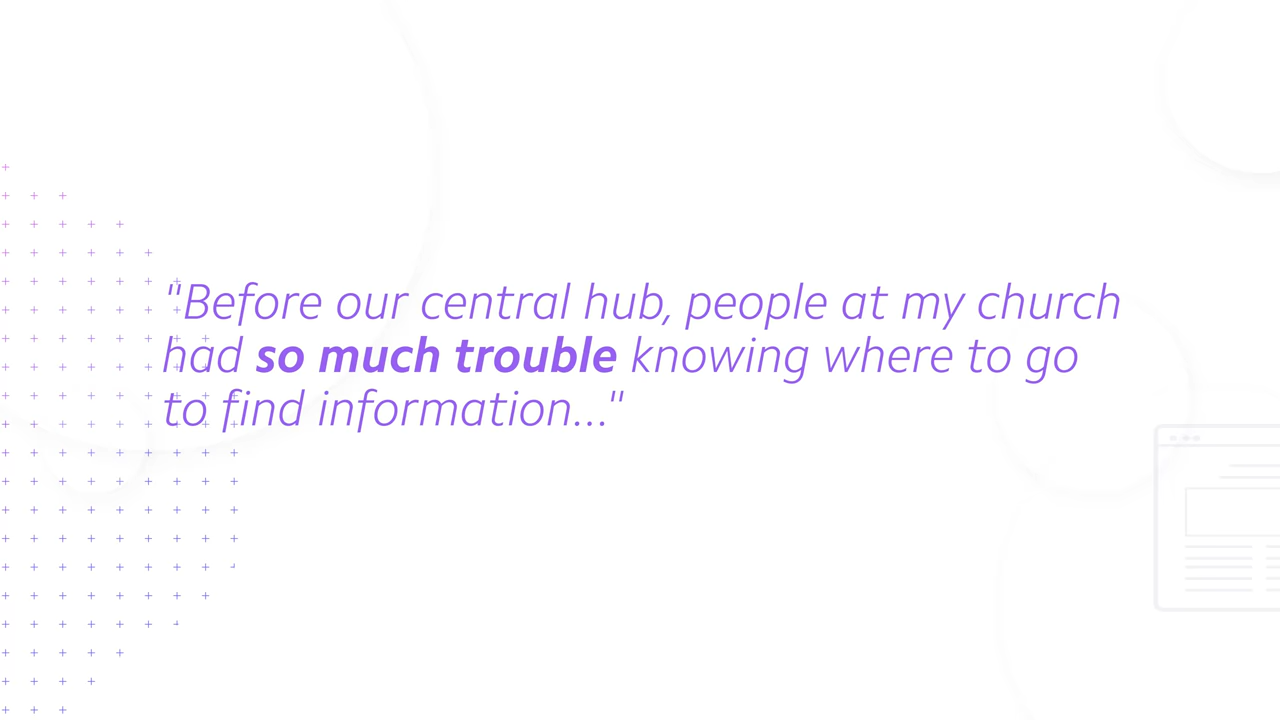 "Before our central hub, people at my church
had so much trouble knowing where to go
to find information..."